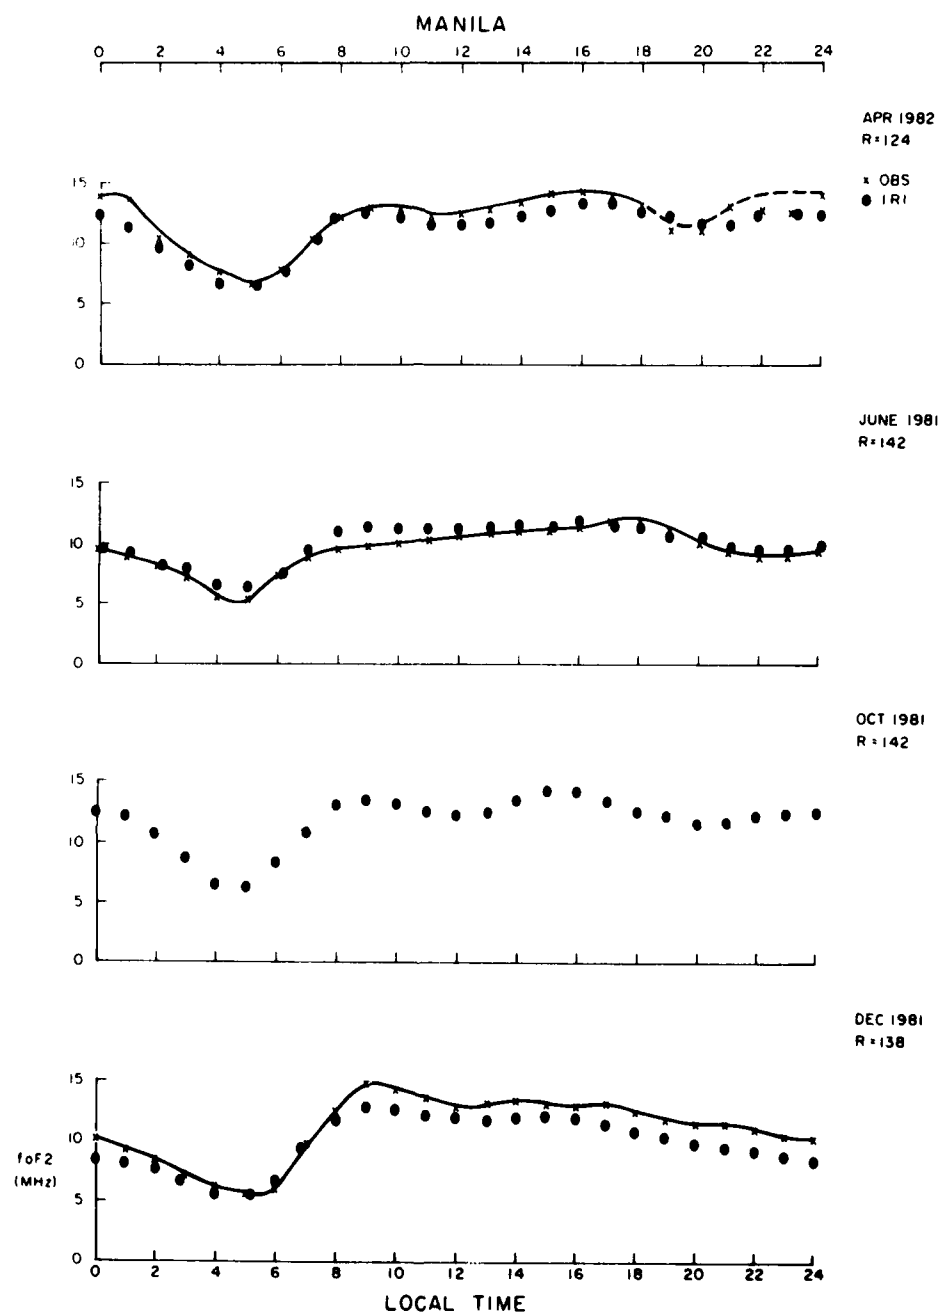 MANILA
0 2 4 6 8 10 12 14 16 18 20 22 24
APR 1982
R=124
x OBS
● IRI
15
10
5
0
JUNE 1981
R=142
15
10
5
0
OCT 1981
R=142
15
10
5
0
DEC 1981
R=138
15
10
foF2
(MHz)
5
0
0 2 4 6 8 10 12 14 16 18 20 22 24
LOCAL TIME